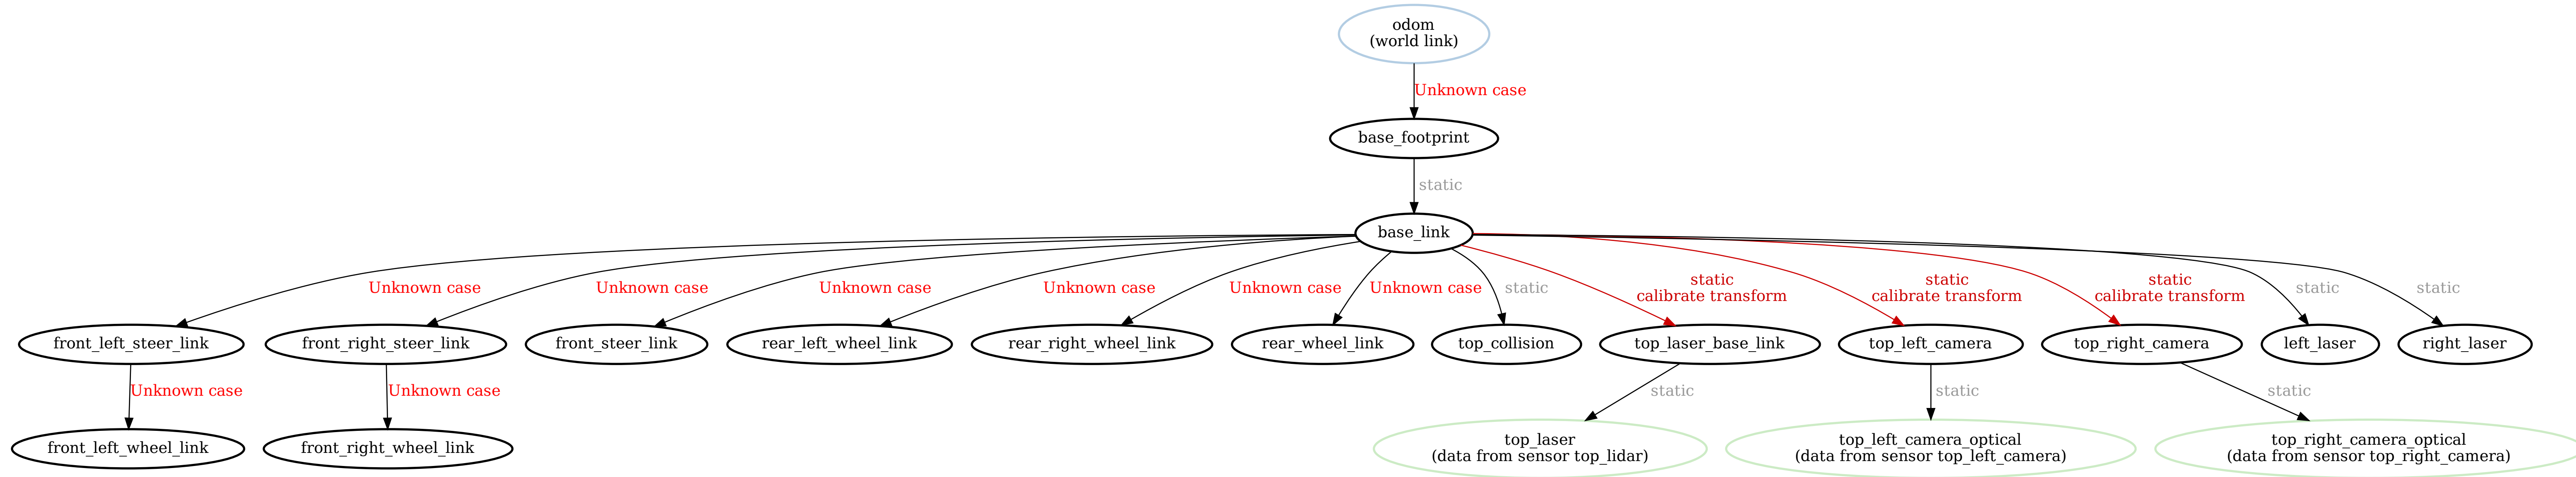 odom
(world link)
Unknown case
base_footprint
static
base_link
Unknown case
Unknown case
Unknown case
Unknown case
Unknown case
Unknown case
static
static
calibrate transform
static
calibrate transform
static
calibrate transform
static
static
front_left_steer_link
front_right_steer_link
front_steer_link
rear_left_wheel_link
rear_right_wheel_link
rear_wheel_link
top_collision
top_laser_base_link
top_left_camera
top_right_camera
left_laser
right_laser
Unknown case
Unknown case
static
static
static
front_left_wheel_link
front_right_wheel_link
top_laser
(data from sensor top_lidar)
top_left_camera_optical
(data from sensor top_left_camera)
top_right_camera_optical
(data from sensor top_right_camera)